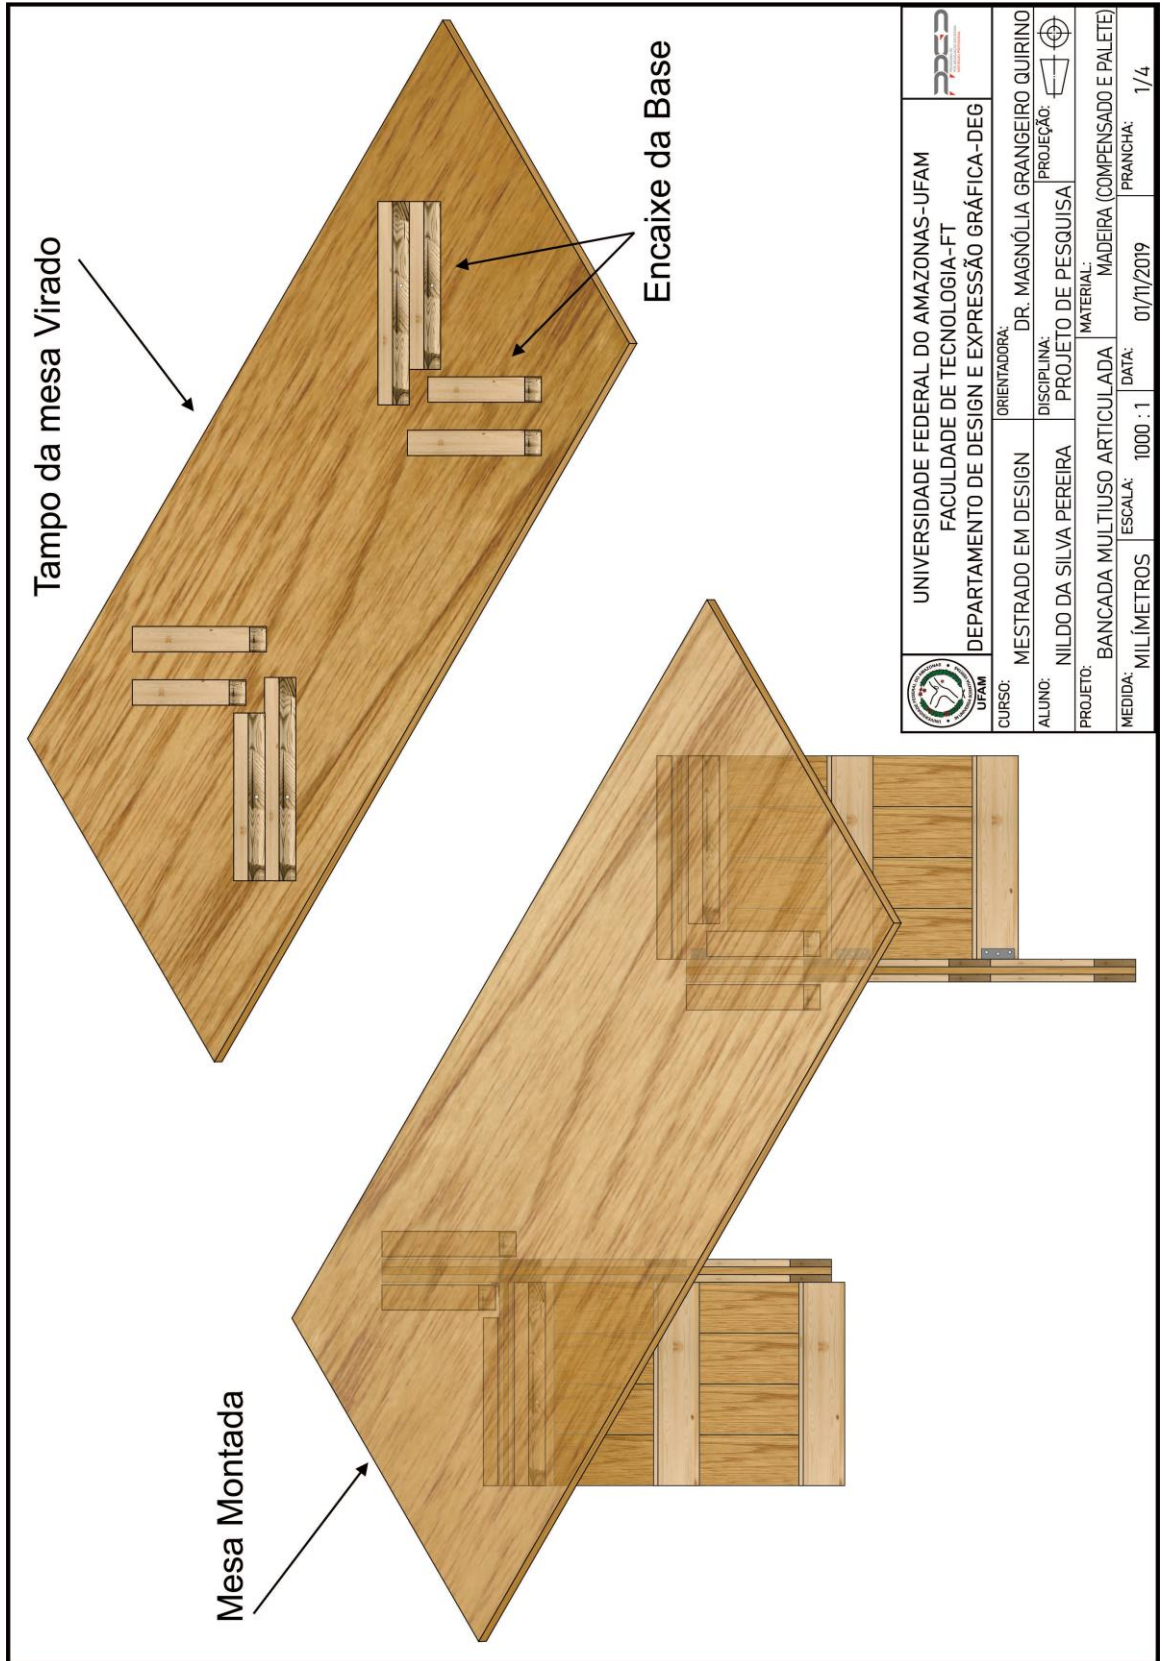 Tampo da mesa Virado
Encaixe da Base
Mesa Montada
UFAM
UNIVERSIDADE FEDERAL DO AMAZONAS-UFAM
FACULDADE DE TECNOLOGIA-FT
DEPARTAMENTO DE DESIGN E EXPRESSÃO GRÁFICA-DEG
CURSO: MESTRADO EM DESIGN
ORIENTADORA: DR. MAGNÓLIA GRANGEIRO QUIRINO
ALUNO: NILDO DA SILVA PEREIRA
DISCIPLINA: PROJETO DE PESQUISA
PROJEÇÃO:
PROJETO: BANCADA MULTIUSO ARTICULADA
MATERIAL: MADEIRA (COMPENSADO E PALETE)
MEDIDA: MILÍMETROS
ESCALA: 1000 : 1
DATA: 01/11/2019
PRANCHA: 1/4